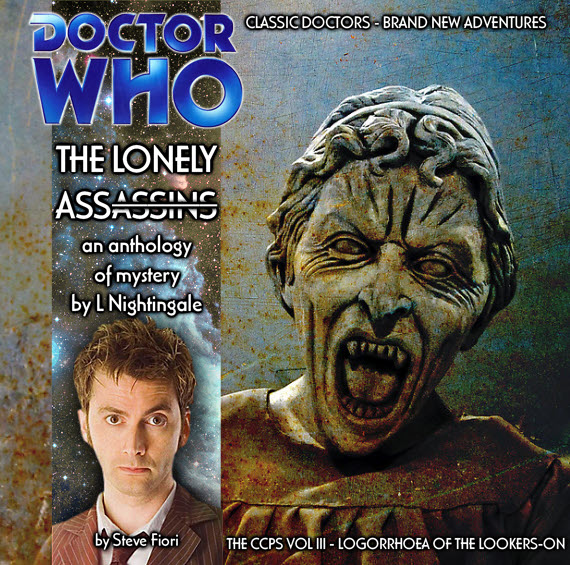 DOCTOR
WHO
CLASSIC DOCTORS - BRAND NEW ADVENTURES
THE LONELY
ASSASSINS
an anthology
of mystery
by L Nightingale
by Steve Fiori
THE CCPS VOL III - LOGORRHOEA OF THE LOOKERS-ON